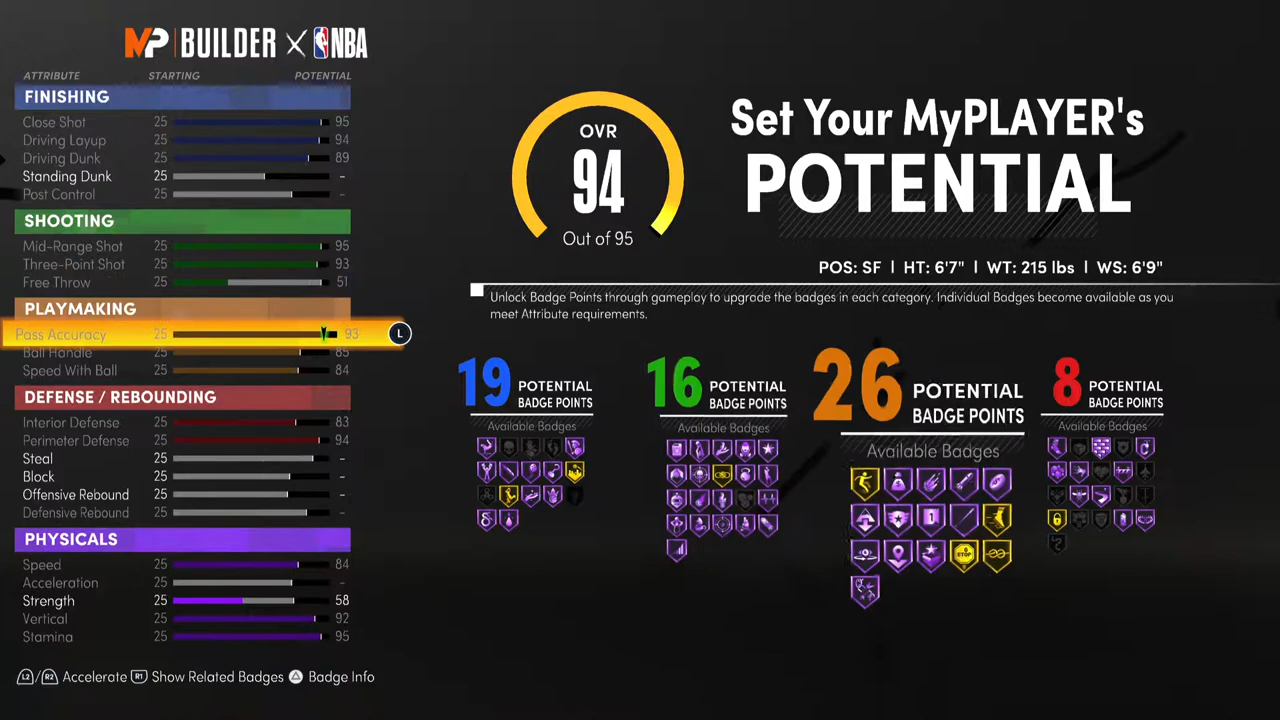 MP | BUILDER X NBA
ATTRIBUTE STARTING POTENTIAL
FINISHING
Close Shot 25 95
Driving Layup 25 94
Driving Dunk 25 89
Standing Dunk 25 -
Post Control 25 -
SHOOTING
Mid-Range Shot 25 95
Three-Point Shot 25 93
Free Throw 25 51
PLAYMAKING
Pass Accuracy 25 93 L
Ball Handle 25 85
Speed With Ball 25 84
DEFENSE / REBOUNDING
Interior Defense 25 83
Perimeter Defense 25 94
Steal 25 -
Block 25 -
Offensive Rebound 25 -
Defensive Rebound 25 -
PHYSICALS
Speed 25 84
Acceleration 25 -
Strength 25 58
Vertical 25 92
Stamina 25 95
L2/R2 Accelerate R1 Show Related Badges Badge Info
OVR
94
Out of 95
Set Your MyPLAYER's
POTENTIAL
POS: SF | HT: 6'7" | WT: 215 lbs | WS: 6'9"
Unlock Badge Points through gameplay to upgrade the badges in each category. Individual Badges become available as you
meet Attribute requirements.
19 POTENTIAL
BADGE POINTS
Available Badges
16 POTENTIAL
BADGE POINTS
Available Badges
26 POTENTIAL
BADGE POINTS
Available Badges
STOP
8 POTENTIAL
BADGE POINTS
Available Badges